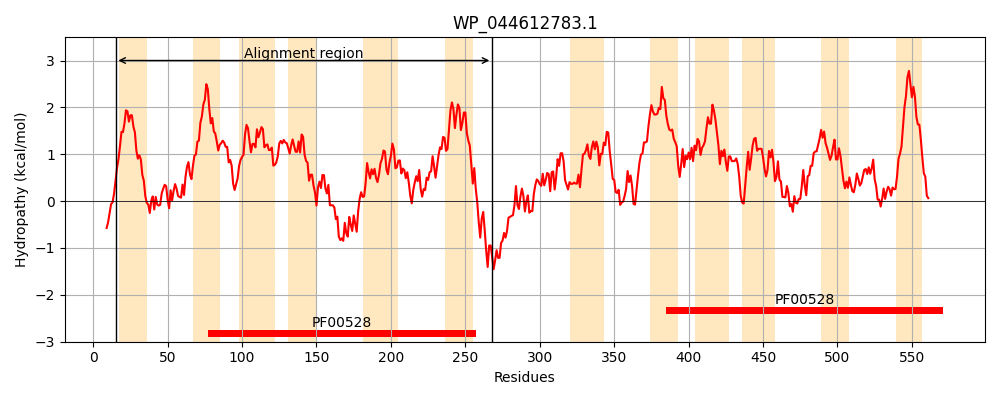 WP_044612783.1
Hydropathy (kcal/mol)
3
2
1
0
−1
−2
−3
Alignment region
PF00528
PF00528
0 50 100 150 200 250 300 350 400 450 500 550
Residues